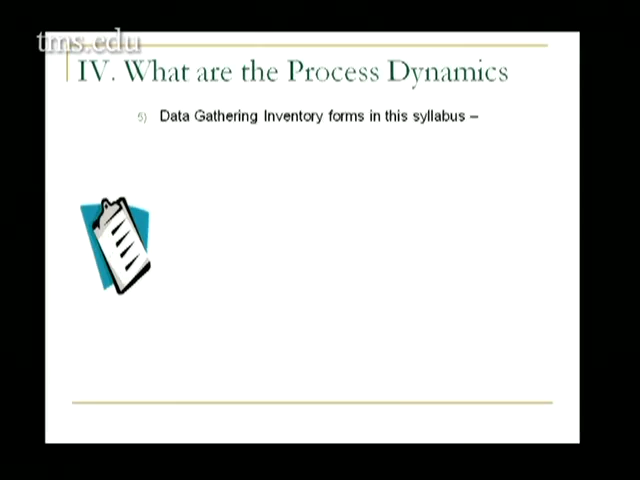 tms.edu
IV. What are the Process Dynamics
5) Data Gathering Inventory forms in this syllabus –